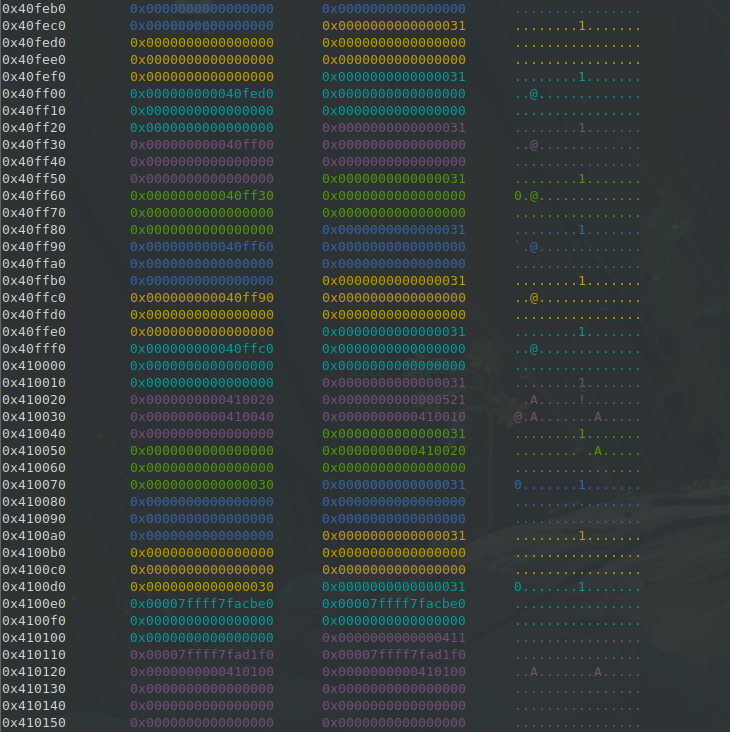 0x40feb0 0x0000000000000000 0x0000000000000000 ................
0x40fec0 0x0000000000000000 0x0000000000000031 ........1.......
0x40fed0 0x0000000000000000 0x0000000000000000 ................
0x40fee0 0x0000000000000000 0x0000000000000000 ................
0x40fef0 0x0000000000000000 0x0000000000000031 ........1.......
0x40ff00 0x000000000040fed0 0x0000000000000000 ..@.............
0x40ff10 0x0000000000000000 0x0000000000000000 ................
0x40ff20 0x0000000000000000 0x0000000000000031 ........1.......
0x40ff30 0x000000000040ff00 0x0000000000000000 ..@.............
0x40ff40 0x0000000000000000 0x0000000000000000 ................
0x40ff50 0x0000000000000000 0x0000000000000031 ........1.......
0x40ff60 0x000000000040ff30 0x0000000000000000 0.@.............
0x40ff70 0x0000000000000000 0x0000000000000000 ................
0x40ff80 0x0000000000000000 0x0000000000000031 ........1.......
0x40ff90 0x000000000040ff60 0x0000000000000000 `.@.............
0x40ffa0 0x0000000000000000 0x0000000000000000 ................
0x40ffb0 0x0000000000000000 0x0000000000000031 ........1.......
0x40ffc0 0x000000000040ff90 0x0000000000000000 ..@.............
0x40ffd0 0x0000000000000000 0x0000000000000000 ................
0x40ffe0 0x0000000000000000 0x0000000000000031 ........1.......
0x40fff0 0x000000000040ffc0 0x0000000000000000 ..@.............
0x410000 0x0000000000000000 0x0000000000000000 ................
0x410010 0x0000000000000000 0x0000000000000031 ........1.......
0x410020 0x0000000000410020 0x0000000000000521  .A.....!.......
0x410030 0x0000000000410040 0x0000000000410010 @.A.......A.....
0x410040 0x0000000000000000 0x0000000000000031 ........1.......
0x410050 0x0000000000000000 0x0000000000410020 ........ .A.....
0x410060 0x0000000000000000 0x0000000000000000 ................
0x410070 0x0000000000000030 0x0000000000000031 0.......1.......
0x410080 0x0000000000000000 0x0000000000000000 ................
0x410090 0x0000000000000000 0x0000000000000000 ................
0x4100a0 0x0000000000000000 0x0000000000000031 ........1.......
0x4100b0 0x0000000000000000 0x0000000000000000 ................
0x4100c0 0x0000000000000000 0x0000000000000000 ................
0x4100d0 0x0000000000000030 0x0000000000000031 0.......1.......
0x4100e0 0x00007ffff7facbe0 0x00007ffff7facbe0 ................
0x4100f0 0x0000000000000000 0x0000000000000000 ................
0x410100 0x0000000000000000 0x0000000000000411 ................
0x410110 0x00007ffff7fad1f0 0x00007ffff7fad1f0 ................
0x410120 0x0000000000410100 0x0000000000410100 ..A.......A.....
0x410130 0x0000000000000000 0x0000000000000000 ................
0x410140 0x0000000000000000 0x0000000000000000 ................
0x410150 0x0000000000000000 0x0000000000000000 ................